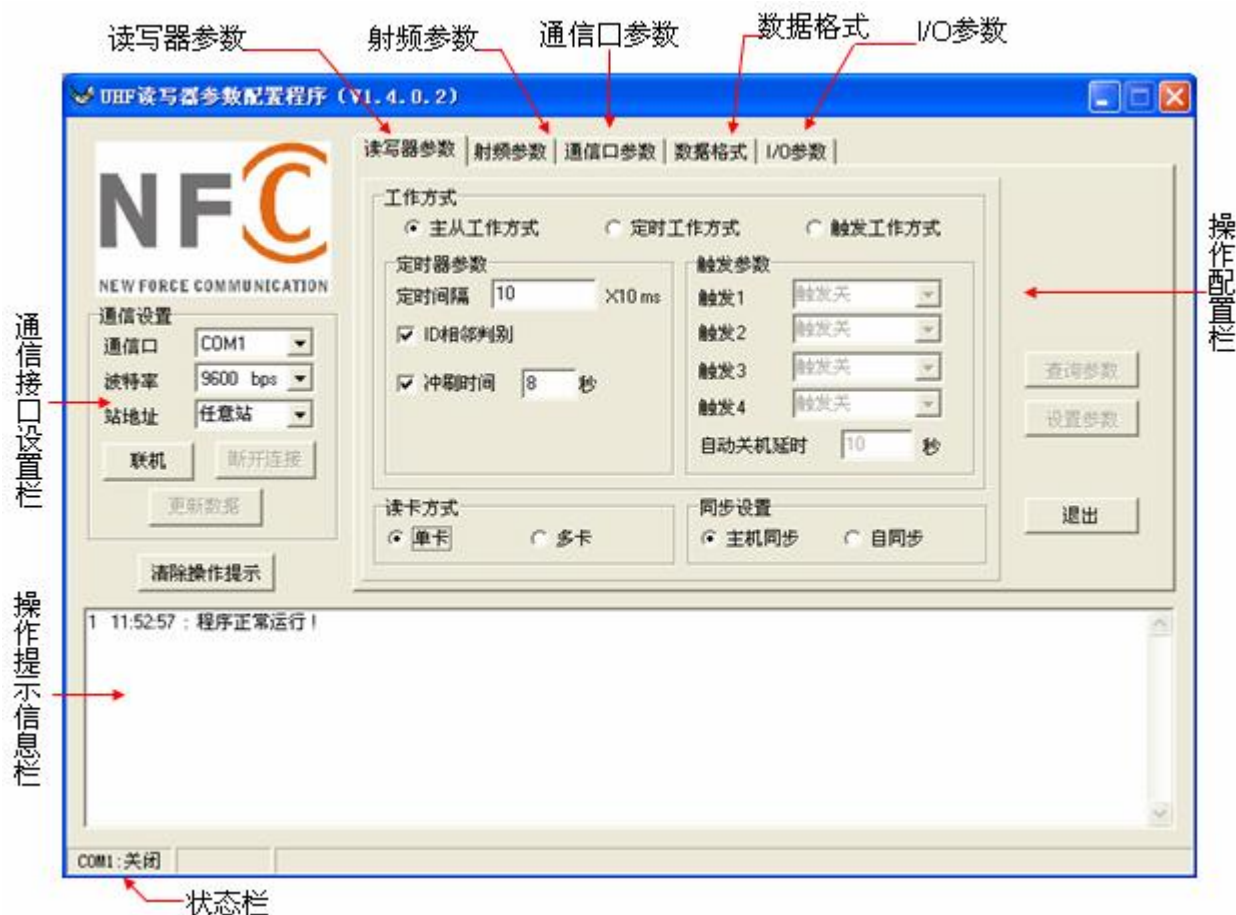 读写器参数 射频参数 通信口参数 数据格式 I/O参数
UHF读写器参数配置程序 (V1.4.0.2)
读写器参数 射频参数 通信口参数 数据格式 I/O参数
NFC
NEW FORCE COMMUNICATION
通信设置
通信口 COM1
波特率 9600 bps
站地址 任意站
联机 断开连接
更新数据
清除操作提示
工作方式
主从工作方式 定时工作方式 触发工作方式
定时器参数
定时间隔 10 X10 ms
ID相邻判别
冲刷时间 8 秒
触发参数
触发1 触发关
触发2 触发关
触发3 触发关
触发4 触发关
自动关机延时 10 秒
读卡方式
单卡 多卡
同步设置
主机同步 自同步
查询参数
设置参数
退出
操作配置栏
通信接口设置栏
操作提示信息栏
1 11:52:57 : 程序正常运行!
COM1:关闭
状态栏